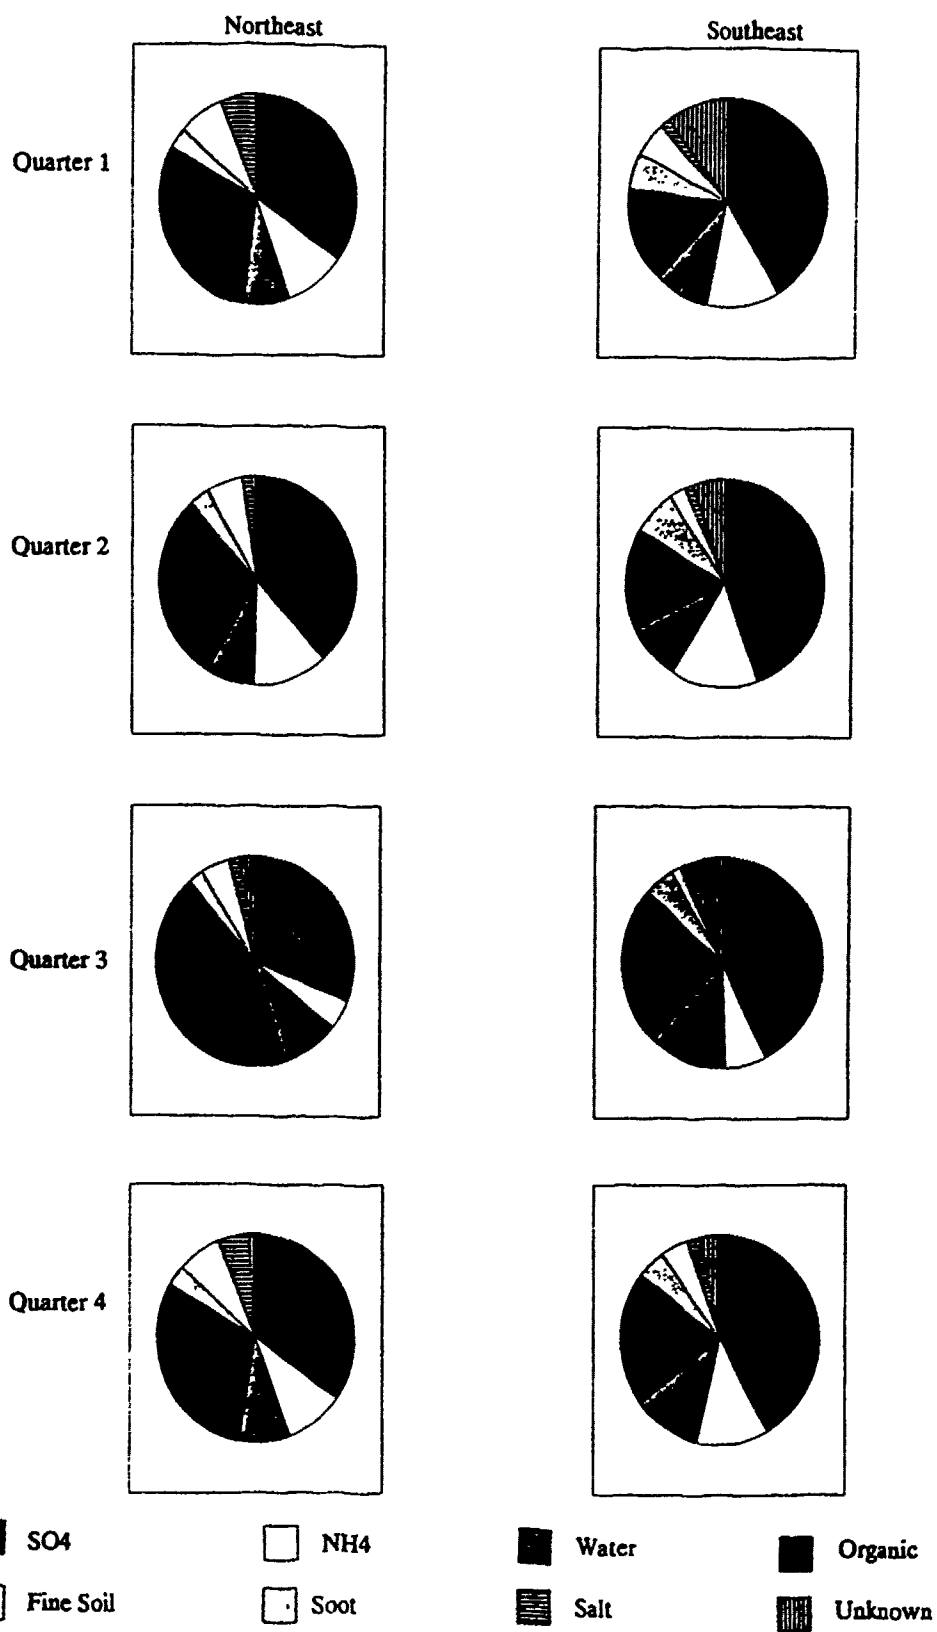 Northeast
Southeast
Quarter 1
Quarter 2
Quarter 3
Quarter 4
SO4
NH4
Water
Organic
Fine Soil
Soot
Salt
Unknown